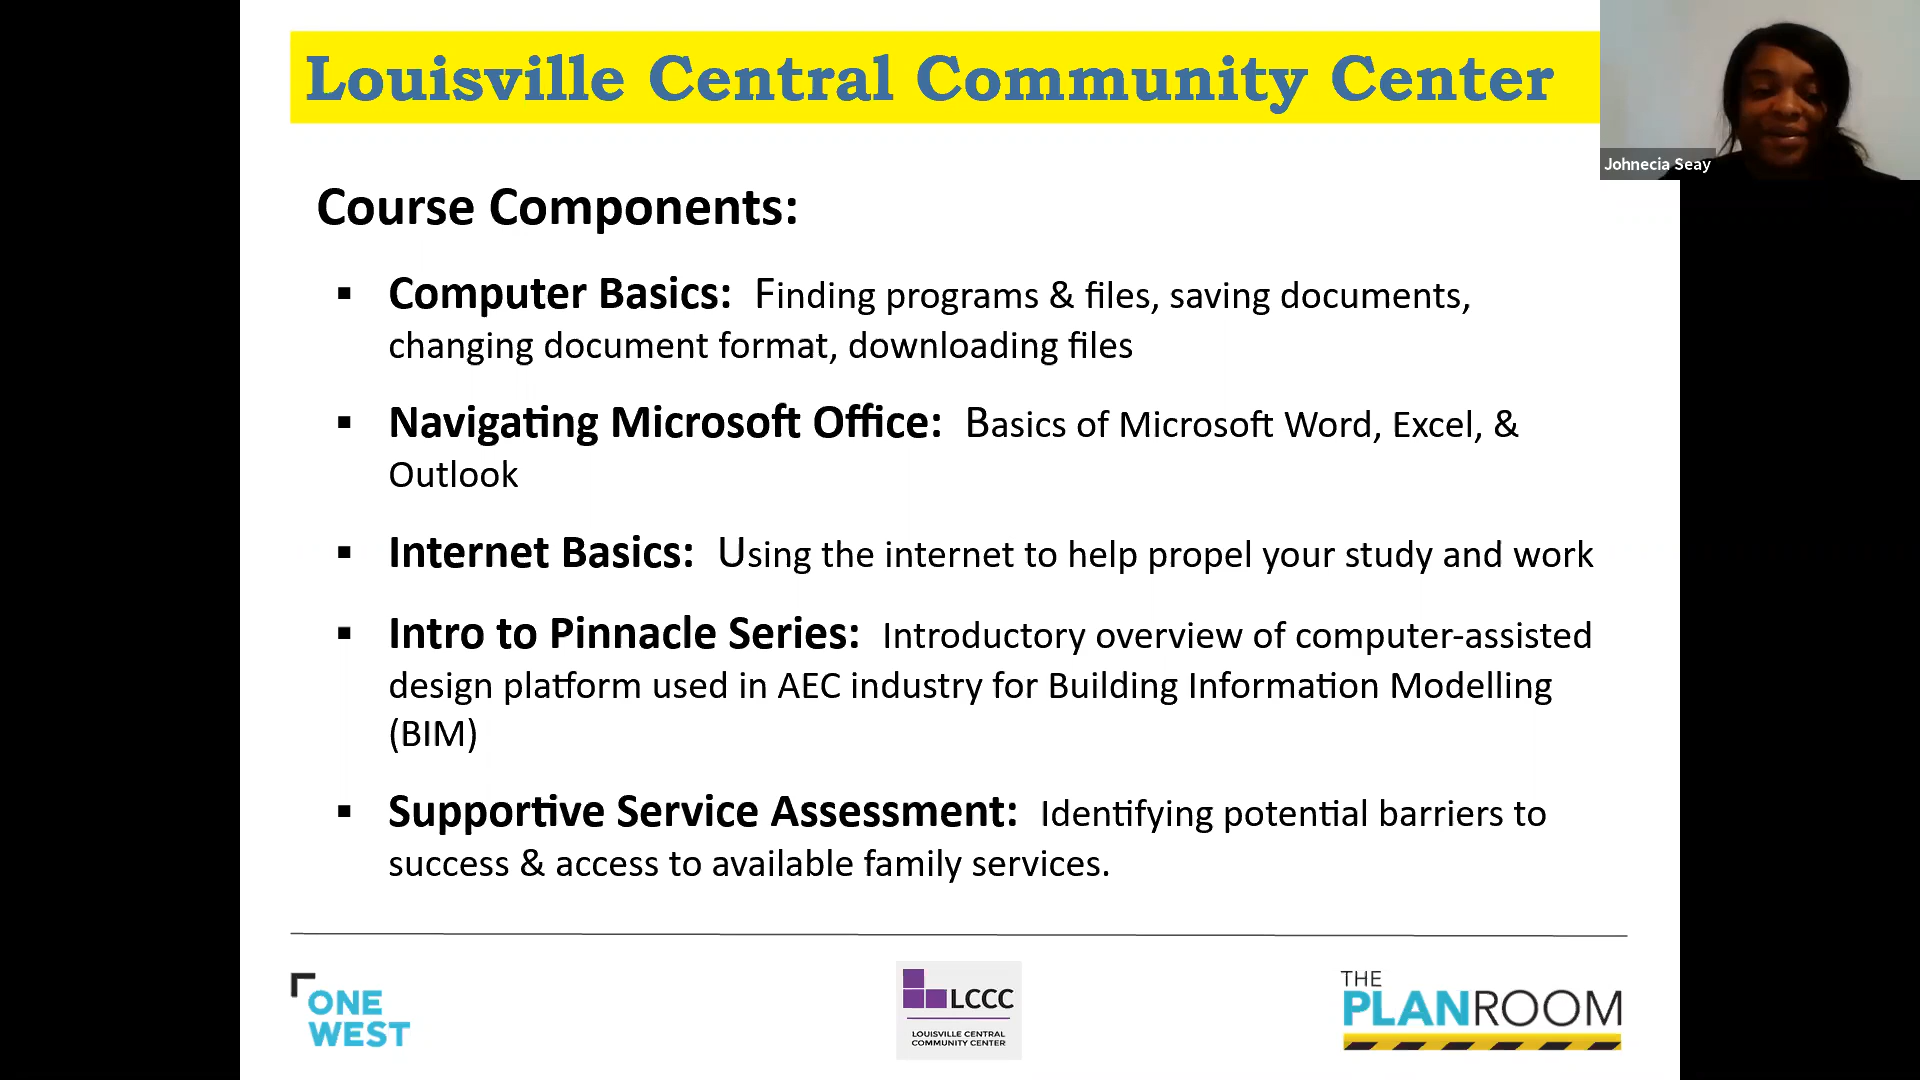 Louisville Central Community Center
Johnecia Seay
Course Components:
▪ Computer Basics: Finding programs & files, saving documents,
changing document format, downloading files
▪ Navigating Microsoft Office: Basics of Microsoft Word, Excel, &
Outlook
▪ Internet Basics: Using the internet to help propel your study and work
▪ Intro to Pinnacle Series: Introductory overview of computer-assisted
design platform used in AEC industry for Building Information Modelling
(BIM)
▪ Supportive Service Assessment: Identifying potential barriers to
success & access to available family services.
ONE
WEST
LCCC
LOUISVILLE CENTRAL
COMMUNITY CENTER
THE
PLANROOM